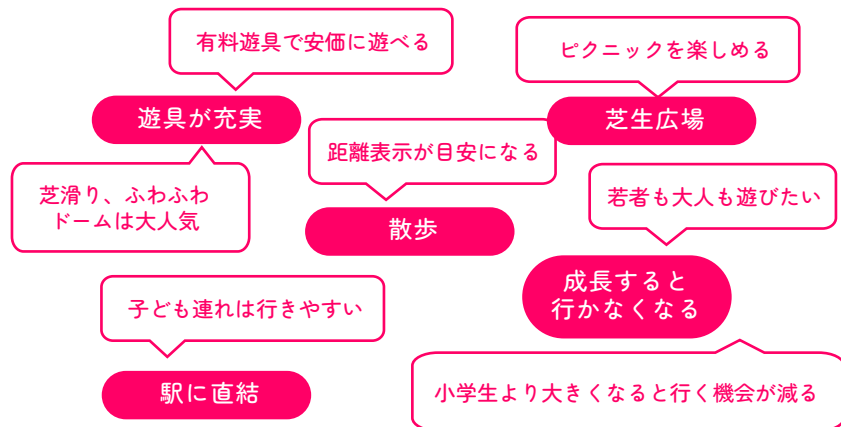 有料遊具で安価に遊べる
遊具が充実
芝滑り、ふわふわ
ドームは大人気
ピクニックを楽しめる
芝生広場
距離表示が目安になる
散歩
若者も大人も遊びたい
成長すると
行かなくなる
小学生より大きくなると行く機会が減る
子ども連れは行きやすい
駅に直結